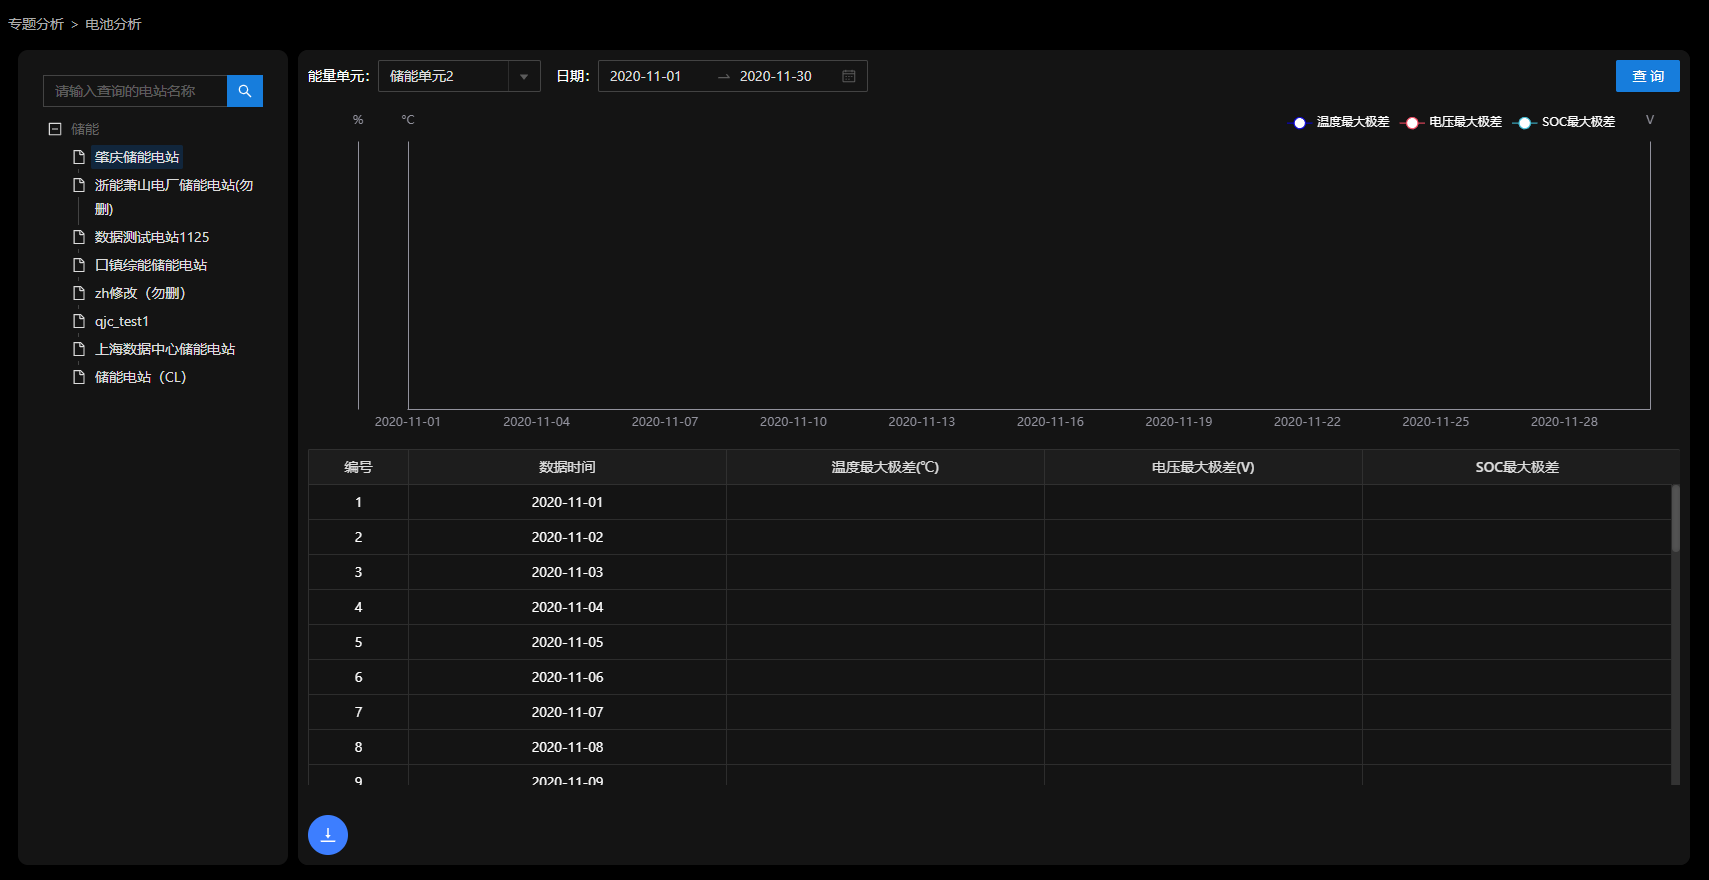 专题分析 > 电池分析
请输入查询的电站名称
储能
肇庆储能电站
浙能萧山电厂储能电站(勿
删)
数据测试电站1125
口镇综能储能电站
zh修改（勿删）
qjc_test1
上海数据中心储能电站
储能电站（CL）
能量单元: 储能单元2 日期: 2020-11-01 → 2020-11-30 查 询
% °C 温度最大极差 电压最大极差 SOC最大极差 V
2020-11-01 2020-11-04 2020-11-07 2020-11-10 2020-11-13 2020-11-16 2020-11-19 2020-11-22 2020-11-25 2020-11-28
编号 数据时间 温度最大极差(℃) 电压最大极差(V) SOC最大极差
1 2020-11-01
2 2020-11-02
3 2020-11-03
4 2020-11-04
5 2020-11-05
6 2020-11-06
7 2020-11-07
8 2020-11-08
9 2020-11-09